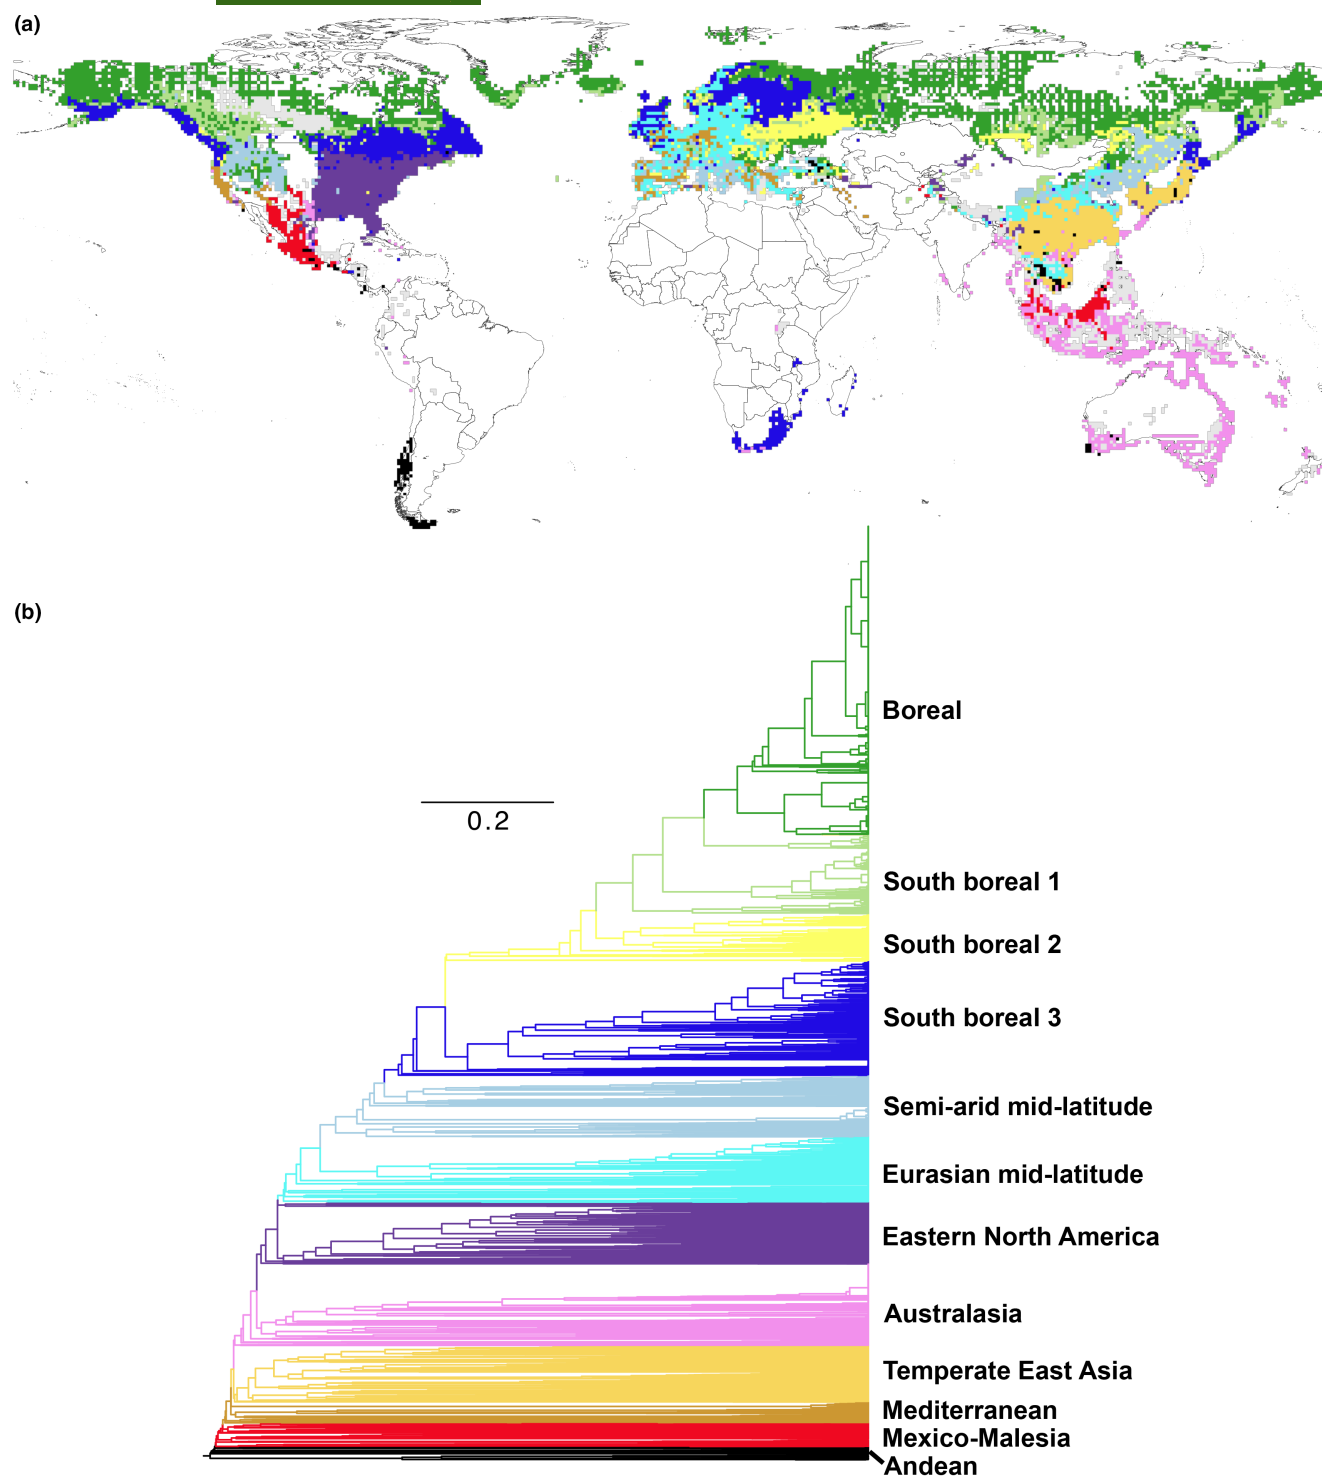 (a)
(b)
Boreal
0.2
South boreal 1
South boreal 2
South boreal 3
Semi-arid mid-latitude
Eurasian mid-latitude
Eastern North America
Australasia
Temperate East Asia
Mediterranean
Mexico-Malesia
Andean